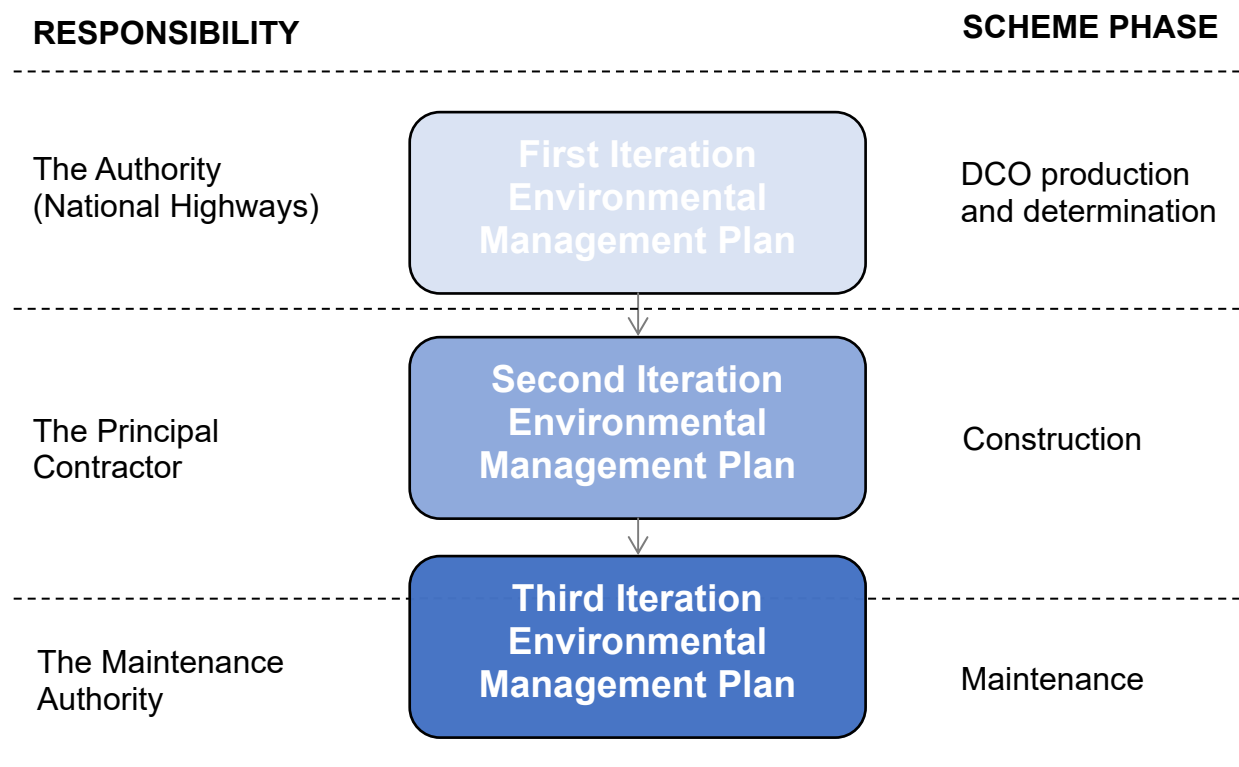 RESPONSIBILITY
SCHEME PHASE
The Authority
(National Highways)
First Iteration
Environmental
Management Plan
DCO production
and determination
The Principal
Contractor
Second Iteration
Environmental
Management Plan
Construction
The Maintenance
Authority
Third Iteration
Environmental
Management Plan
Maintenance